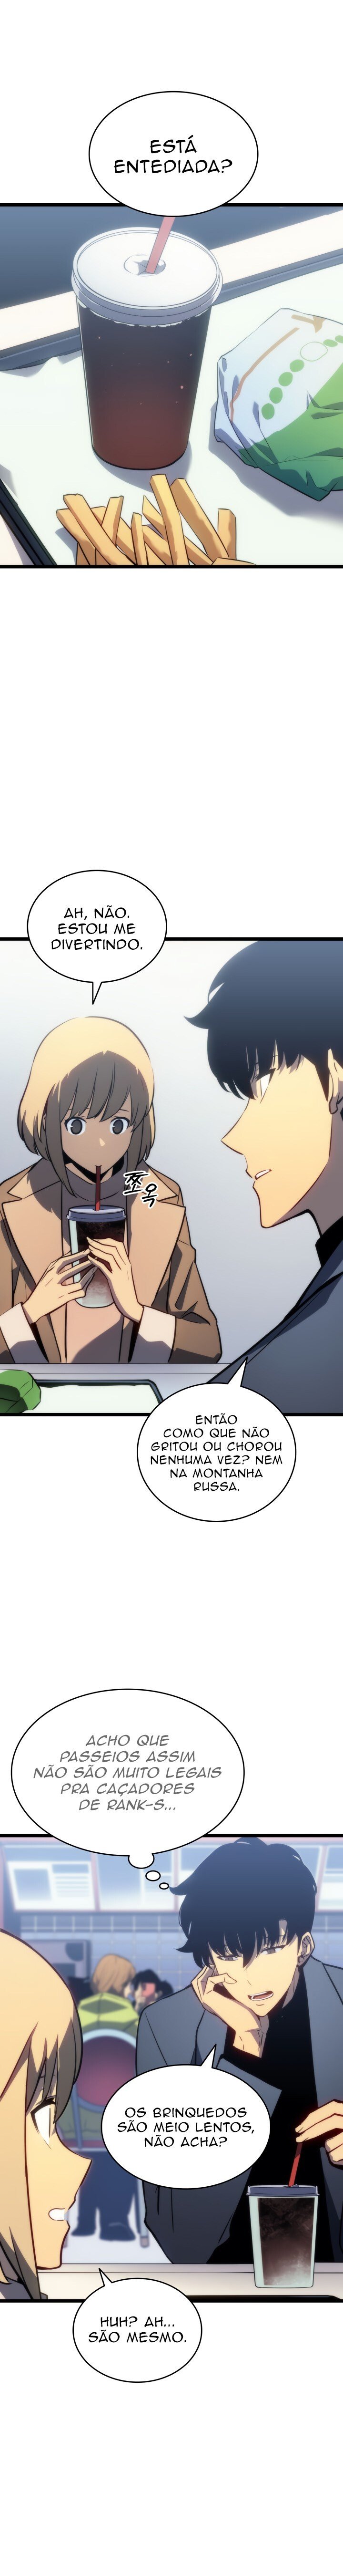 ESTÁ
ENTEDIADA?
AH, NÃO.
ESTOU ME
DIVERTINDO.
쪼옥
ENTÃO
COMO QUE NÃO
GRITOU OU CHOROU
NENHUMA VEZ? NEM
NA MONTANHA
RUSSA.
ACHO QUE
PASSEIOS ASSIM
NÃO SÃO MUITO LEGAIS
PRA CAÇADORES
DE RANK-S...
OS BRINQUEDOS
SÃO MEIO LENTOS,
NÃO ACHA?
HUH? AH...
SÃO MESMO.